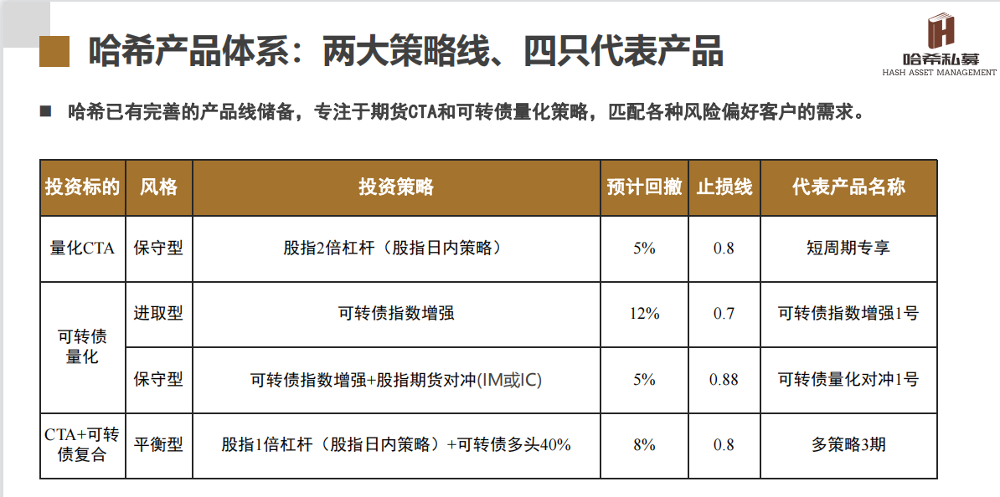 哈希产品体系：两大策略线、四只代表产品
哈希私募
HASH ASSET MANAGEMENT
■ 哈希已有完善的产品线储备，专注于期货CTA和可转债量化策略，匹配各种风险偏好客户的需求。
投资标的 风格 投资策略 预计回撤 止损线 代表产品名称
量化CTA 保守型 股指2倍杠杆（股指日内策略） 5% 0.8 短周期专享
可转债
量化
进取型 可转债指数增强 12% 0.7 可转债指数增强1号
保守型 可转债指数增强+股指期货对冲(IM或IC) 5% 0.88 可转债量化对冲1号
CTA+可转
债复合
平衡型 股指1倍杠杆（股指日内策略）+可转债多头40% 8% 0.8 多策略3期